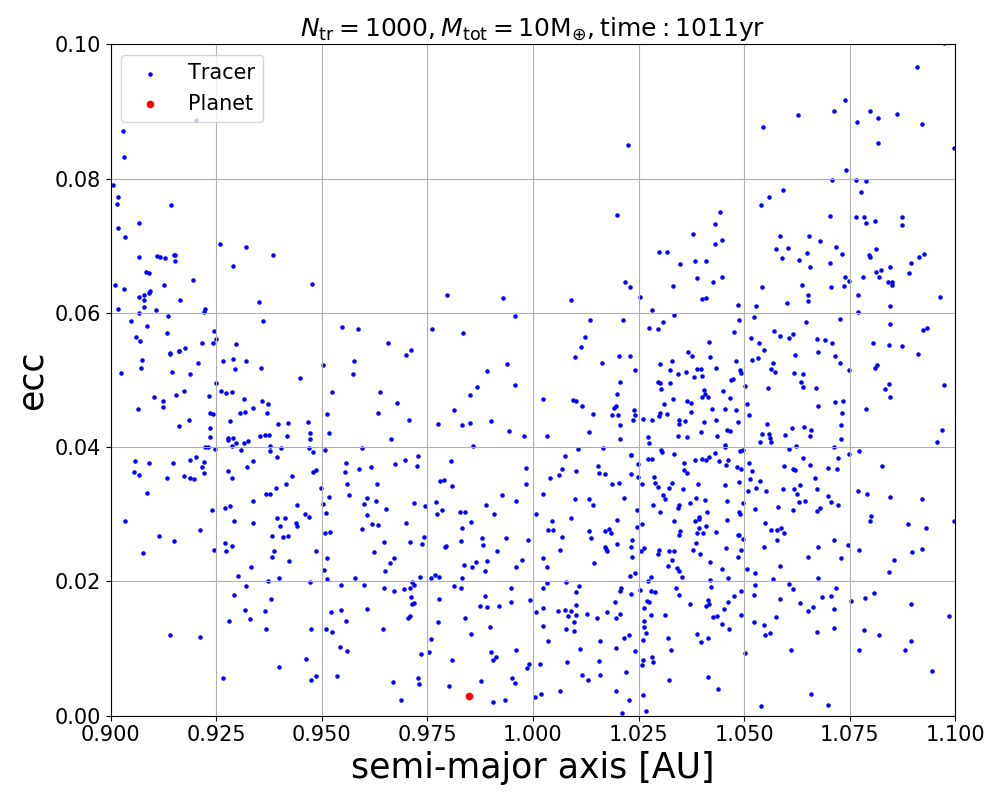 N_tr = 1000, M_tot = 10M_⊕, time : 1011yr
Tracer
Planet
ecc
0.10
0.08
0.06
0.04
0.02
0.00
0.900 0.925 0.950 0.975 1.000 1.025 1.050 1.075 1.100
semi-major axis [AU]